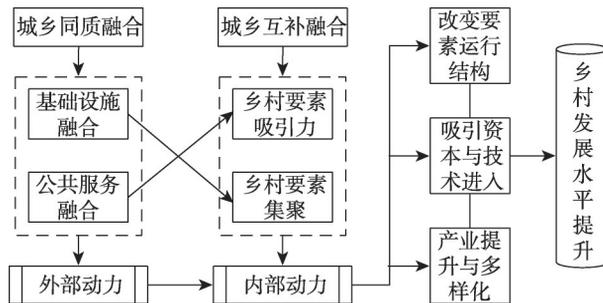 城乡同质融合
城乡互补融合
改变要
素运行
结构
基础设施
融合
乡村要素
吸引力
吸引资
本与技
术进入
公共服务
融合
乡村要素
集聚
产业提
升与多
样化
外部动力
内部动力
乡村发展水平提升